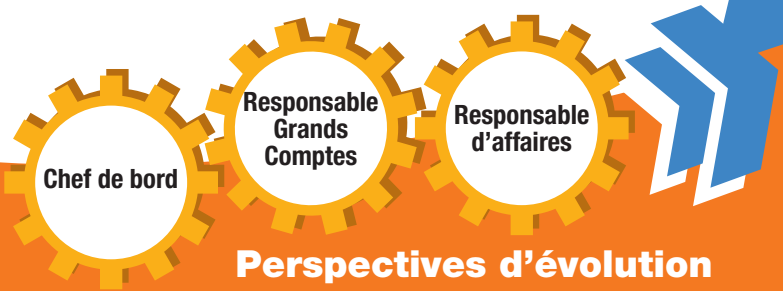 Chef de bord
Responsable
Grands
Comptes
Responsable
d'affaires
Perspectives d'évolution